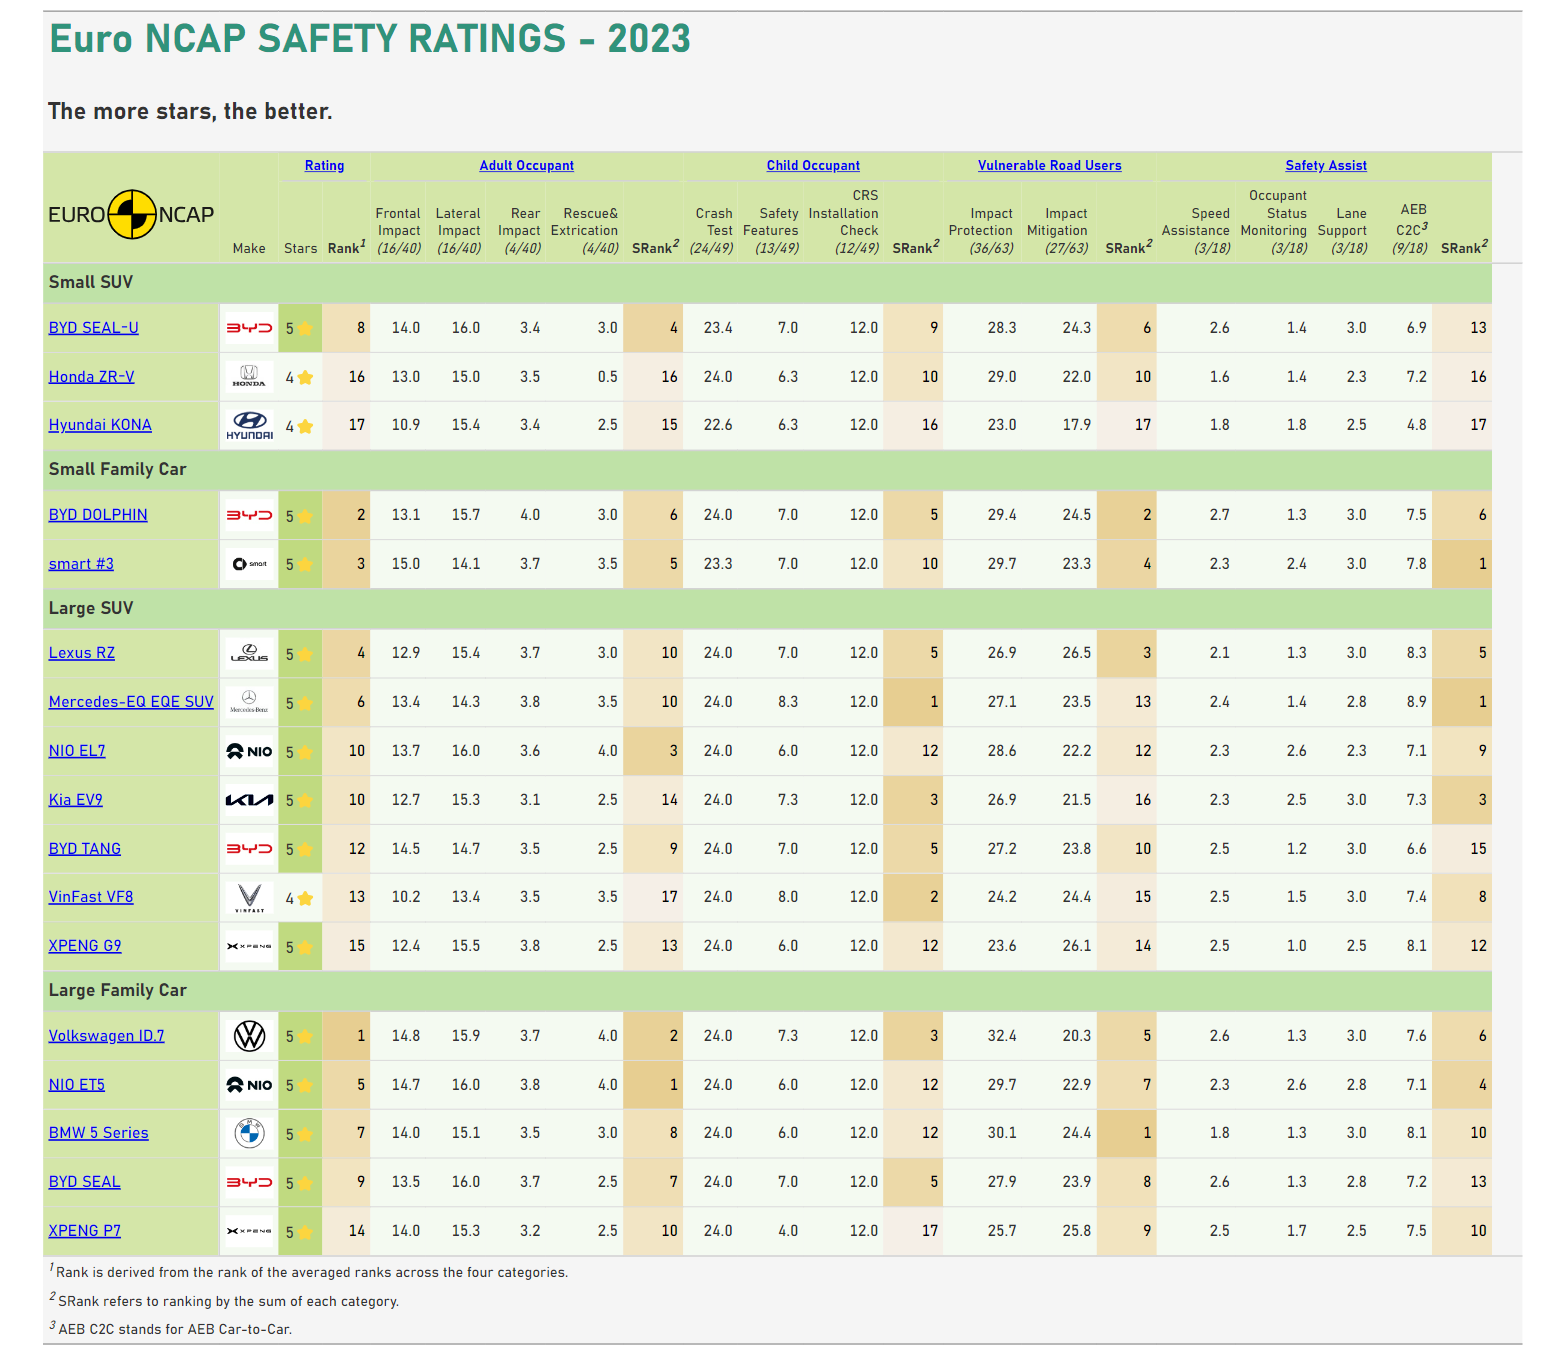 Euro NCAP SAFETY RATINGS - 2023
The more stars, the better.
EURO NCAP Make Rating Adult Occupant Child Occupant Vulnerable Road Users Safety Assist
Stars Rank1 Frontal Impact (16/40) Lateral Impact (16/40) Rear Impact (4/40) Rescue& Extrication (4/40) SRank2 Crash Test (24/49) Safety Features (13/49) CRS Installation Check (12/49) SRank2 Impact Protection (36/63) Impact Mitigation (27/63) SRank2 Speed Assistance (3/18) Occupant Status Monitoring (3/18) Lane Support (3/18) AEB C2C3 (9/18) SRank2
Small SUV
BYD SEAL-U BYD 5 8 14.0 16.0 3.4 3.0 4 23.4 7.0 12.0 9 28.3 24.3 6 2.6 1.4 3.0 6.9 13
Honda ZR-V HONDA 4 16 13.0 15.0 3.5 0.5 16 24.0 6.3 12.0 10 29.0 22.0 10 1.6 1.4 2.3 7.2 16
Hyundai KONA HYUNDAI 4 17 10.9 15.4 3.4 2.5 15 22.6 6.3 12.0 16 23.0 17.9 17 1.8 1.8 2.5 4.8 17
Small Family Car
BYD DOLPHIN BYD 5 2 13.1 15.7 4.0 3.0 6 24.0 7.0 12.0 5 29.4 24.5 2 2.7 1.3 3.0 7.5 6
smart #3 smart 5 3 15.0 14.1 3.7 3.5 5 23.3 7.0 12.0 10 29.7 23.3 4 2.3 2.4 3.0 7.8 1
Large SUV
Lexus RZ LEXUS 5 4 12.9 15.4 3.7 3.0 10 24.0 7.0 12.0 5 26.9 26.5 3 2.1 1.3 3.0 8.3 5
Mercedes-EQ EQE SUV Mercedes-Benz 5 6 13.4 14.3 3.8 3.5 10 24.0 8.3 12.0 1 27.1 23.5 13 2.4 1.4 2.8 8.9 1
NIO EL7 NIO 5 10 13.7 16.0 3.6 4.0 3 24.0 6.0 12.0 12 28.6 22.2 12 2.3 2.6 2.3 7.1 9
Kia EV9 KIA 5 10 12.7 15.3 3.1 2.5 14 24.0 7.3 12.0 3 26.9 21.5 16 2.3 2.5 3.0 7.3 3
BYD TANG BYD 5 12 14.5 14.7 3.5 2.5 9 24.0 7.0 12.0 5 27.2 23.8 10 2.5 1.2 3.0 6.6 15
VinFast VF8 VINFAST 4 13 10.2 13.4 3.5 3.5 17 24.0 8.0 12.0 2 24.2 24.4 15 2.5 1.5 3.0 7.4 8
XPENG G9 XPENG 5 15 12.4 15.5 3.8 2.5 13 24.0 6.0 12.0 12 23.6 26.1 14 2.5 1.0 2.5 8.1 12
Large Family Car
Volkswagen ID.7 5 1 14.8 15.9 3.7 4.0 2 24.0 7.3 12.0 3 32.4 20.3 5 2.6 1.3 3.0 7.6 6
NIO ET5 NIO 5 5 14.7 16.0 3.8 4.0 1 24.0 6.0 12.0 12 29.7 22.9 7 2.3 2.6 2.8 7.1 4
BMW 5 Series BMW 5 7 14.0 15.1 3.5 3.0 8 24.0 6.0 12.0 12 30.1 24.4 1 1.8 1.3 3.0 8.1 10
BYD SEAL BYD 5 9 13.5 16.0 3.7 2.5 7 24.0 7.0 12.0 5 27.9 23.9 8 2.6 1.3 2.8 7.2 13
XPENG P7 XPENG 5 14 14.0 15.3 3.2 2.5 10 24.0 4.0 12.0 17 25.7 25.8 9 2.5 1.7 2.5 7.5 10
1 Rank is derived from the rank of the averaged ranks across the four categories.
2 SRank refers to ranking by the sum of each category.
3 AEB C2C stands for AEB Car-to-Car.